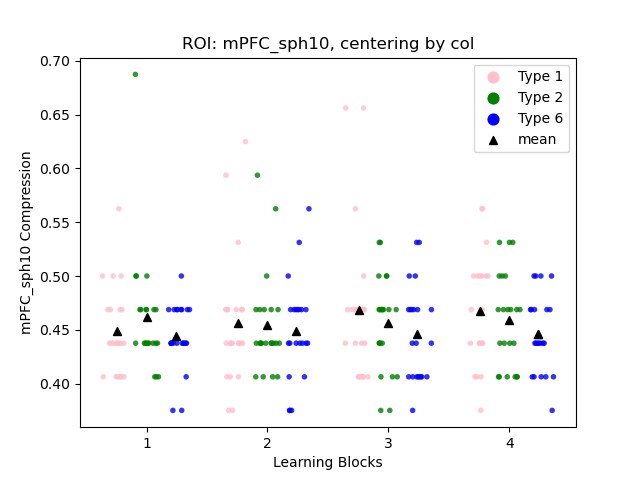 ROI: mPFC_sph10, centering by col
mPFC_sph10 Compression
0.70
0.65
0.60
0.55
0.50
0.45
0.40
Type 1
Type 2
Type 6
mean
1 2 3 4
Learning Blocks